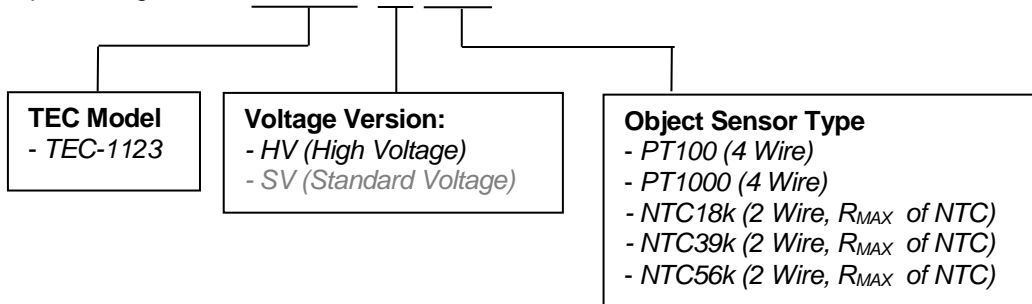 TEC Model
- TEC-1123
Voltage Version:
- HV (High Voltage)
- SV (Standard Voltage)
Object Sensor Type
- PT100 (4 Wire)
- PT1000 (4 Wire)
- NTC18k (2 Wire, RMAX of NTC)
- NTC39k (2 Wire, RMAX of NTC)
- NTC56k (2 Wire, RMAX of NTC)